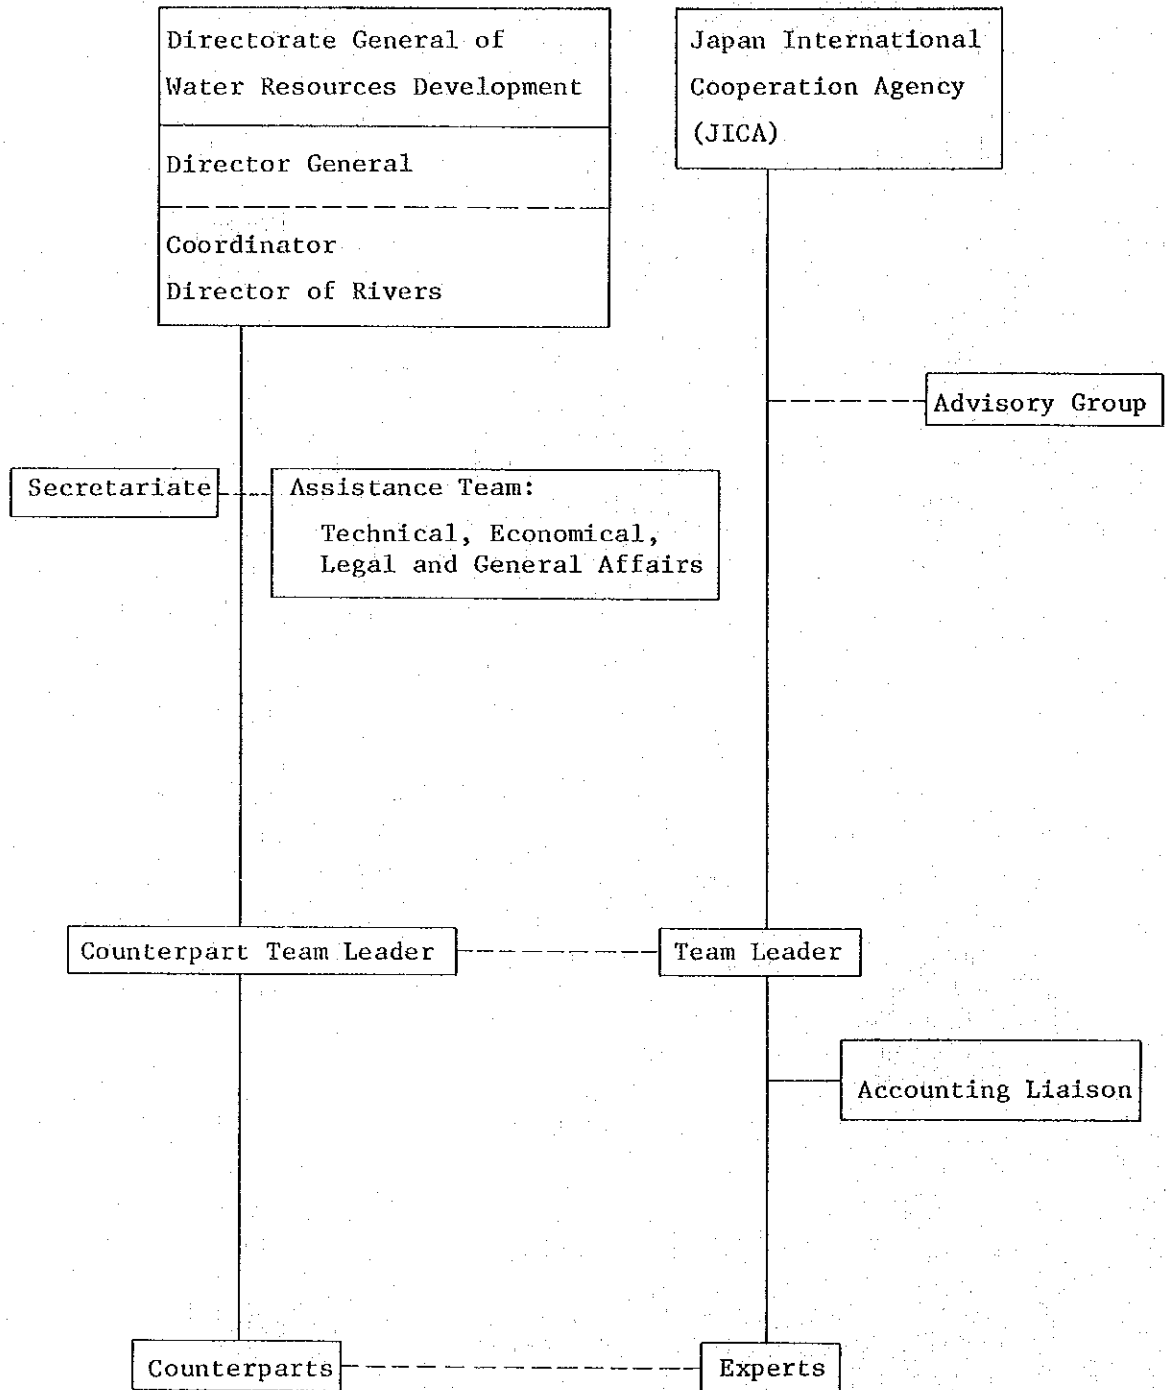 Directorate General of
Water Resources Development
Director General
Coordinator
Director of Rivers
Japan International
Cooperation Agency
(JICA)
Advisory Group
Secretariate
Assistance Team:
Technical, Economical,
Legal and General Affairs
Counterpart Team Leader
Team Leader
Accounting Liaison
Counterparts
Experts